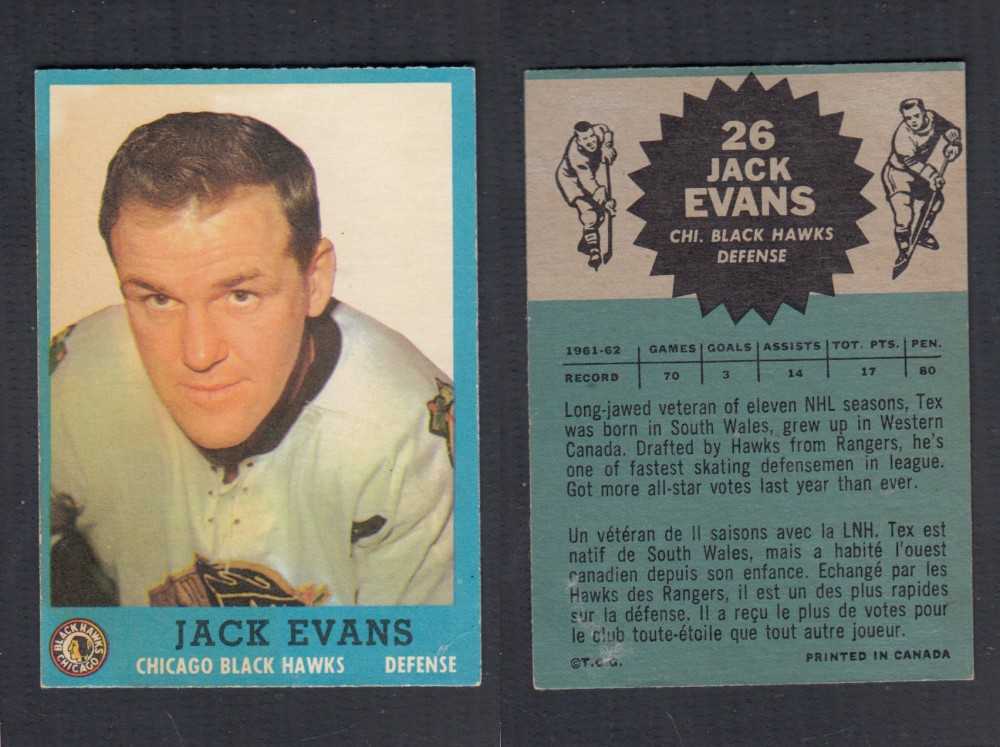 JACK EVANS
BLACK HAWKS
CHICAGO
CHICAGO BLACK HAWKS DEFENSE
26
JACK
EVANS
CHI. BLACK HAWKS
DEFENSE
1961-62 GAMES GOALS ASSISTS TOT. PTS. PEN.
RECORD 70 3 14 17 80
Long-jawed veteran of eleven NHL seasons, Tex
was born in South Wales, grew up in Western
Canada. Drafted by Hawks from Rangers, he's
one of fastest skating defensemen in league.
Got more all-star votes last year than ever.
Un vétéran de 11 saisons avec la LNH. Tex est
natif de South Wales, mais a habité l'ouest
canadien depuis son enfance. Echangé par les
Hawks des Rangers, il est un des plus rapides
sur la défense. Il a reçu le plus de votes pour
le club toute-étoile que tout autre joueur.
©T.C.G. PRINTED IN CANADA